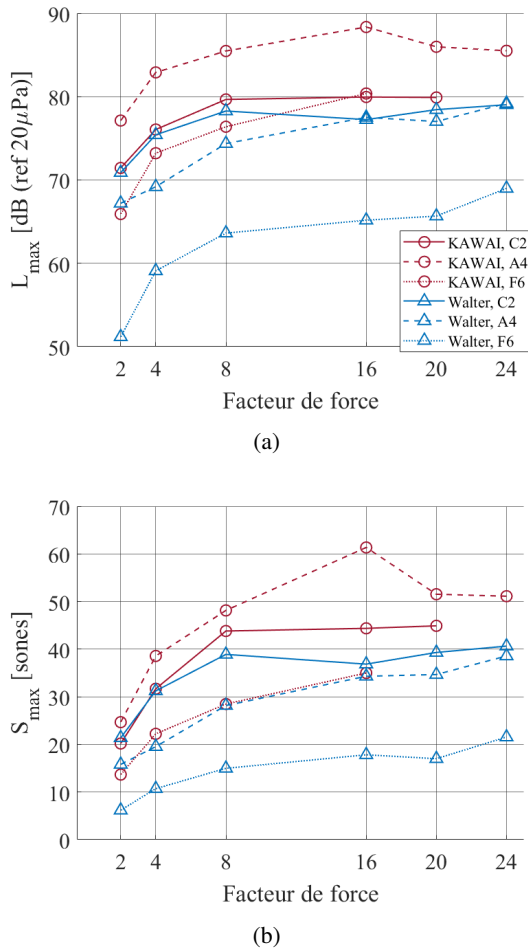 90
80
70
60
50
L_max [dB (ref 20μPa)]
KAWAI, C2
KAWAI, A4
KAWAI, F6
Walter, C2
Walter, A4
Walter, F6
2 4 8 16 20 24
Facteur de force
(a)
70
60
50
40
30
20
10
0
S_max [sones]
2 4 8 16 20 24
Facteur de force
(b)